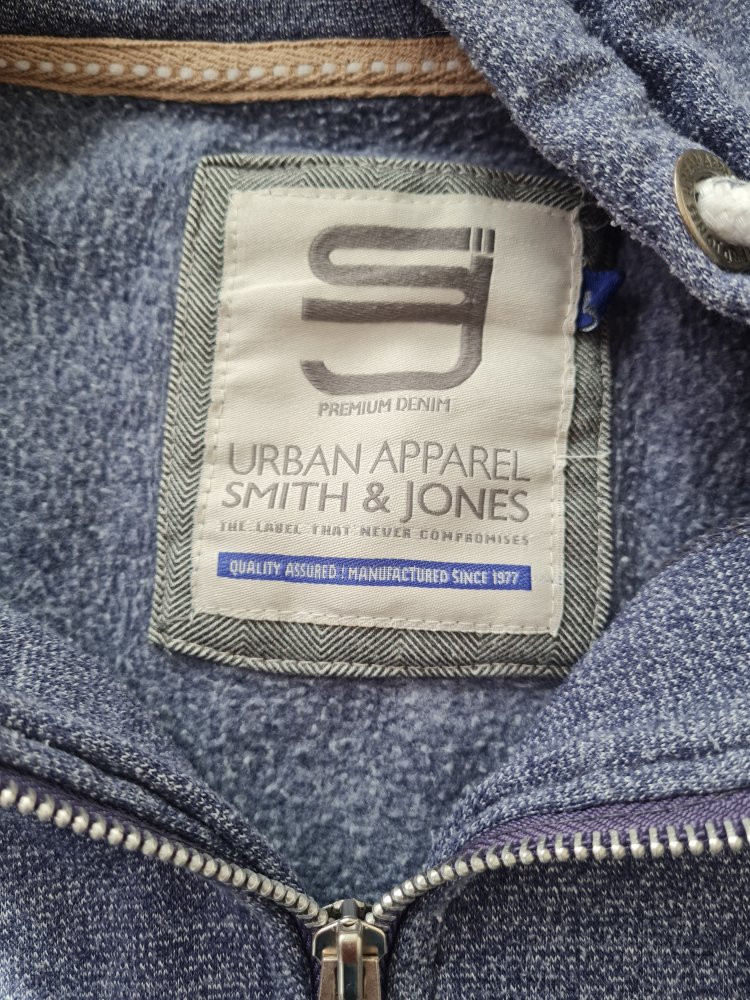 SJ
PREMIUM DENIM
URBAN APPAREL
SMITH & JONES
THE LABEL THAT NEVER COMPROMISES
QUALITY ASSURED ! MANUFACTURED SINCE 1977